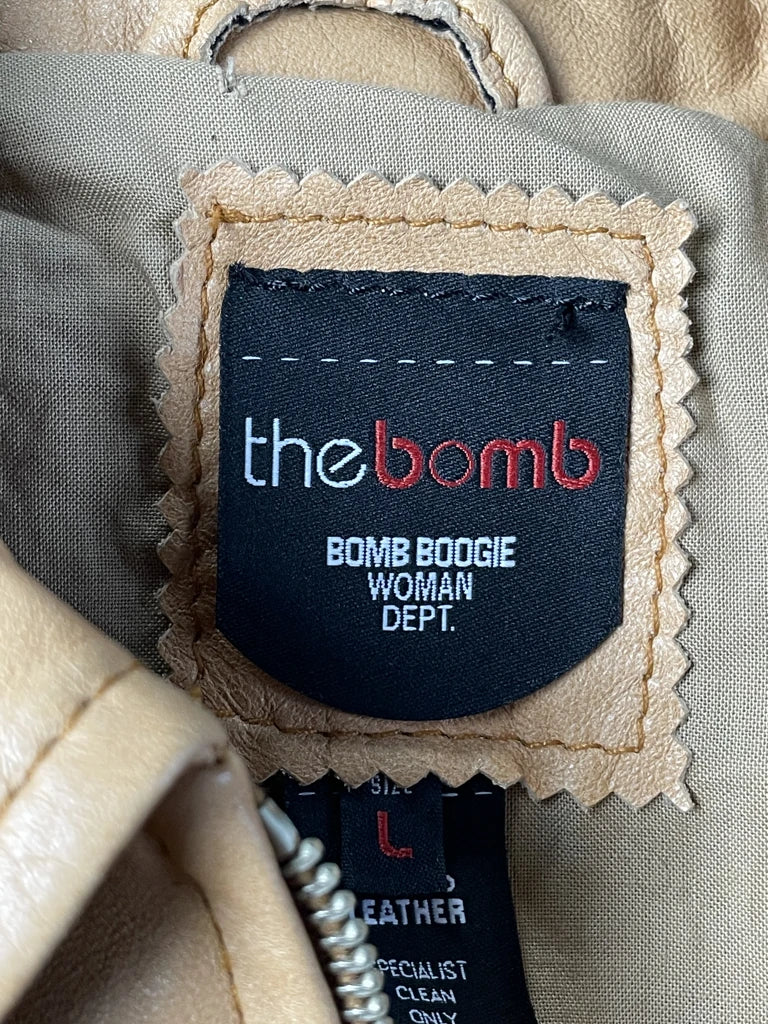 thebomb
BOMB BOOGIE
WOMAN
DEPT.
SIZE
L
LEATHER
SPECIALIST
CLEAN
ONLY